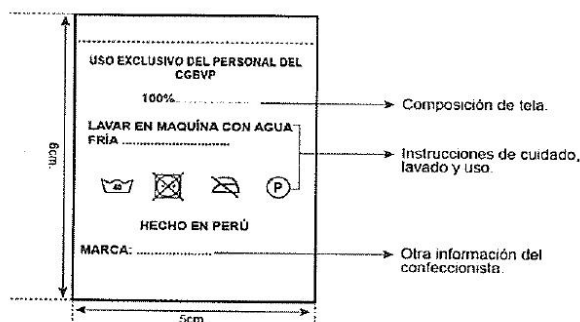 USO EXCLUSIVO DEL PERSONAL DEL
CGBVP
100%........................
Composición de tela.
LAVAR EN MAQUÍNA CON AGUA
FRÍA ..............................
Instrucciones de cuidado,
lavado y uso.
40
P
HECHO EN PERÚ
MARCA: .....................
Otra información del
confeccionista.
6cm.
5cm